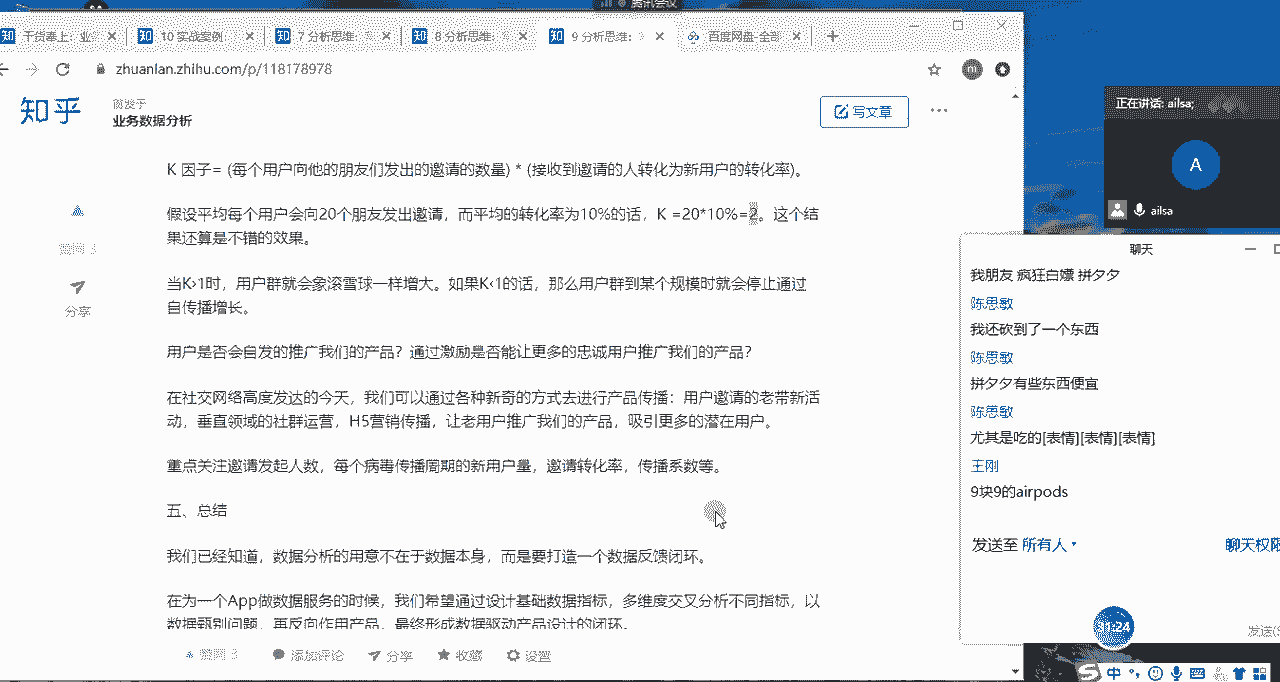 腾讯会议
干货奉上：业
10 实战案例
7 分析思维：
8 分析思维：
9 分析思维：
百度网盘-全部
zhuanlan.zhihu.com/p/118178978
知乎
业务数据分析
写文章
K 因子= (每个用户向他的朋友们发出的邀请的数量) * (接收到邀请的人转化为新用户的转化率)。
假设平均每个用户会向20个朋友发出邀请，而平均的转化率为10%的话，K =20*10%=2。这个结
果还算是不错的效果。
当K>1时，用户群就会象滚雪球一样增大。如果K<1的话，那么用户群到某个规模时就会停止通过
自传播增长。
用户是否会自发的推广我们的产品？通过激励是否能让更多的忠诚用户推广我们的产品？
在社交网络高度发达的今天，我们可以通过各种新奇的方式去进行产品传播：用户邀请的老带新活
动，垂直领域的社群运营，H5营销传播，让老用户推广我们的产品，吸引更多的潜在用户。
重点关注邀请发起人数，每个病毒传播周期的新用户量，邀请转化率，传播系数等。
五、总结
我们已经知道，数据分析的用意不在于数据本身，而是要打造一个数据反馈闭环。
在为一个App做数据服务的时候，我们希望通过设计基础数据指标，多维度交叉分析不同指标，以
数据甄别问题，再反向作用产品，最终形成数据驱动产品设计的闭环。
赞同 3
分享
赞同 3
添加评论
分享
收藏
设置
正在讲话: ailsa;
A
ailsa
聊天
我朋友 疯狂白嫖 拼夕夕
陈思敏
我还砍到了一个东西
陈思敏
拼夕夕有些东西便宜
陈思敏
尤其是吃的[表情][表情][表情]
王刚
9块9的airpods
发送至 所有人
聊天权限
31:24
发送(S
中